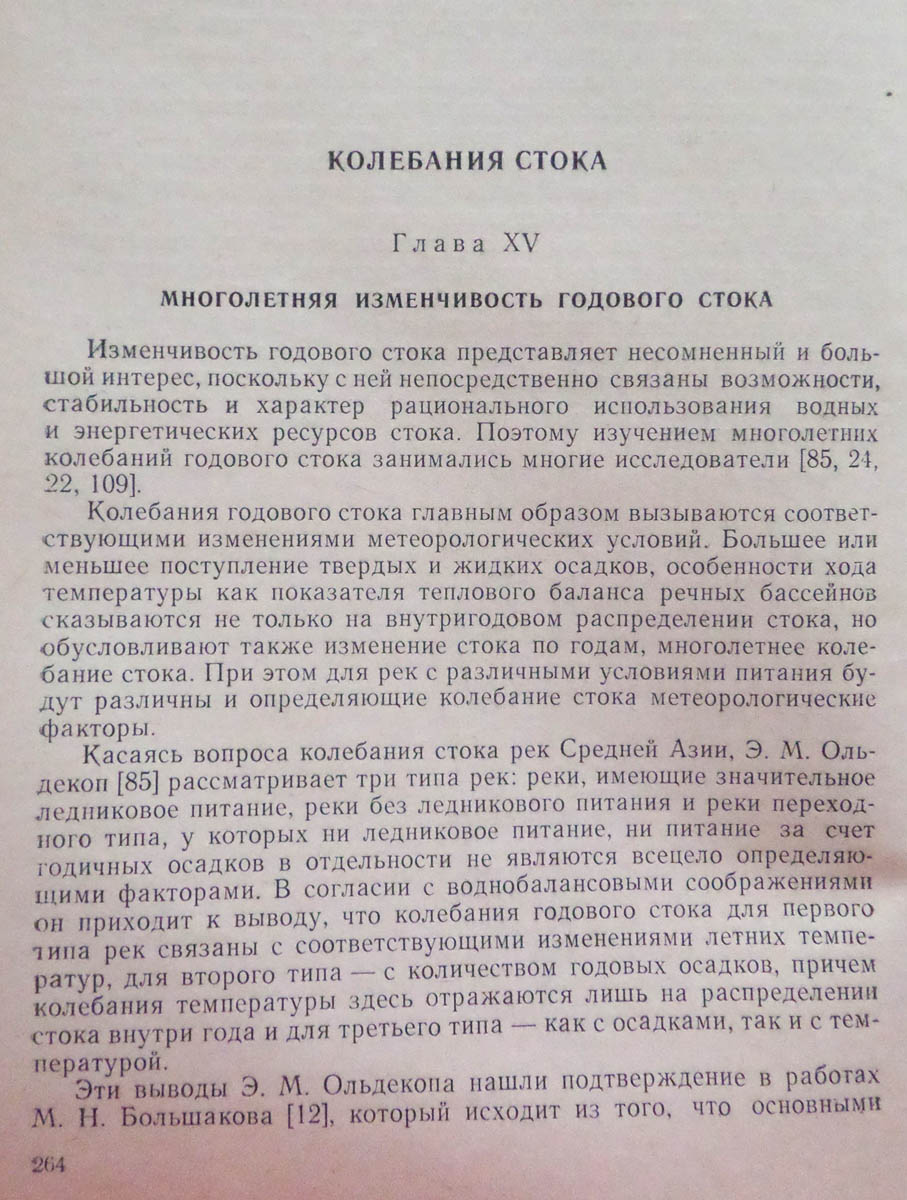 КОЛЕБАНИЯ СТОКА
Глава XV
МНОГОЛЕТНЯЯ ИЗМЕНЧИВОСТЬ ГОДОВОГО СТОКА
Изменчивость годового стока представляет несомненный и боль-
шой интерес, поскольку с ней непосредственно связаны возможности,
стабильность и характер рационального использования водных
и энергетических ресурсов стока. Поэтому изучением многолетних
колебаний годового стока занимались многие исследователи [85, 24,
22, 109].
Колебания годового стока главным образом вызываются соответ-
ствующими изменениями метеорологических условий. Большее или
меньшее поступление твердых и жидких осадков, особенности хода
температуры как показателя теплового баланса речных бассейнов
сказываются не только на внутригодовом распределении стока, но
обусловливают также изменение стока по годам, многолетнее коле-
бание стока. При этом для рек с различными условиями питания бу-
дут различны и определяющие колебание стока метеорологические
факторы.
Касаясь вопроса колебания стока рек Средней Азии, Э. М. Оль-
декоп [85] рассматривает три типа рек: реки, имеющие значительное
ледниковое питание, реки без ледникового питания и реки переход-
ного типа, у которых ни ледниковое питание, ни питание за счет
годичных осадков в отдельности не являются всецело определяю-
щими факторами. В согласии с воднобалансовыми соображениями
он приходит к выводу, что колебания годового стока для первого
типа рек связаны с соответствующими изменениями летних темпе-
ратур, для второго типа — с количеством годовых осадков, причем
колебания температуры здесь отражаются лишь на распределении
стока внутри года и для третьего типа — как с осадками, так и с тем-
пературой.
Эти выводы Э. М. Ольдекопа нашли подтверждение в работах
М. Н. Большакова [12], который исходит из того, что основными
264